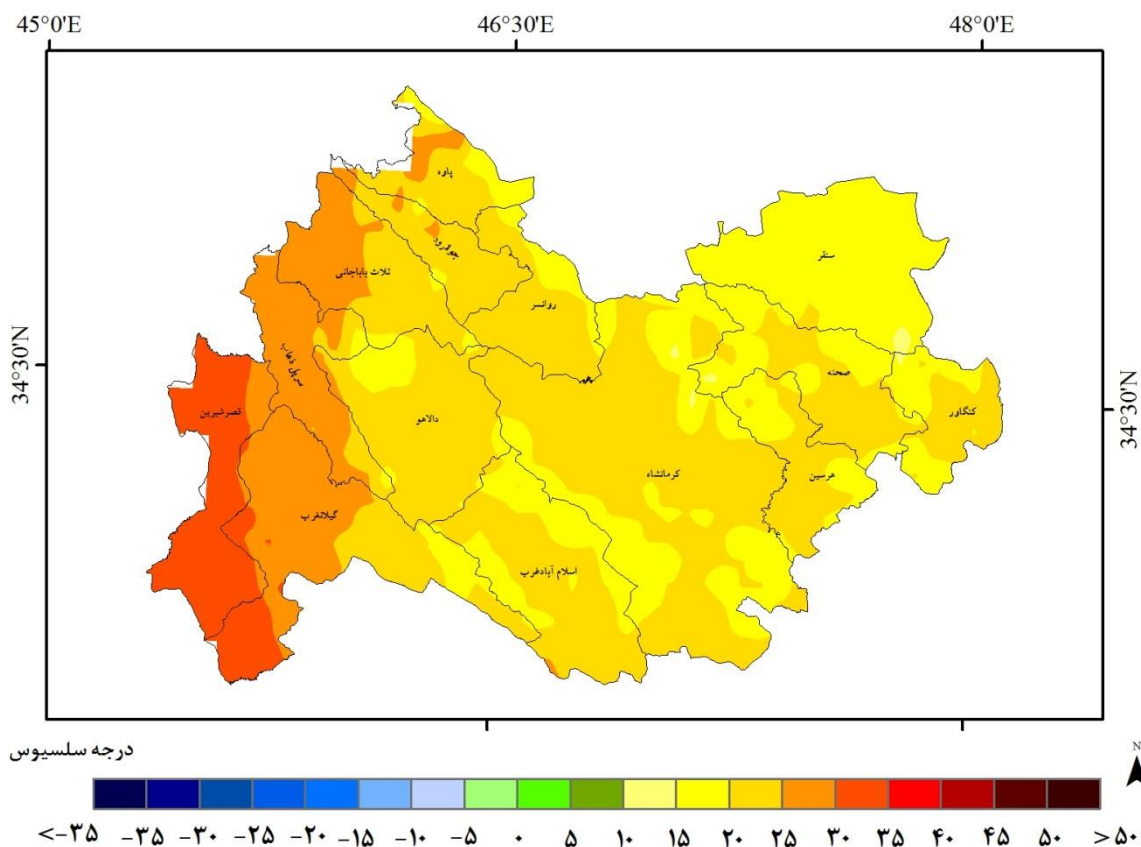 45°0'E 46°30'E 48°0'E
پاوه
جوانرود
سنقر
ثلاث باباجانی
روانسر
34°30'N
34°30'N
سرپل ذهاب
صحنه
قصرشیرین
دالاهو
کنگاور
کرمانشاه
هرسین
گیلانغرب
اسلام آبادغرب
درجه سلسیوس
N
<-۳۵ -۳۵ -۳۰ -۲۵ -۲۰ -۱۵ -۱۰ -۵ ۰ ۵ ۱۰ ۱۵ ۲۰ ۲۵ ۳۰ ۳۵ ۴۰ ۴۵ ۵۰ >۵۰